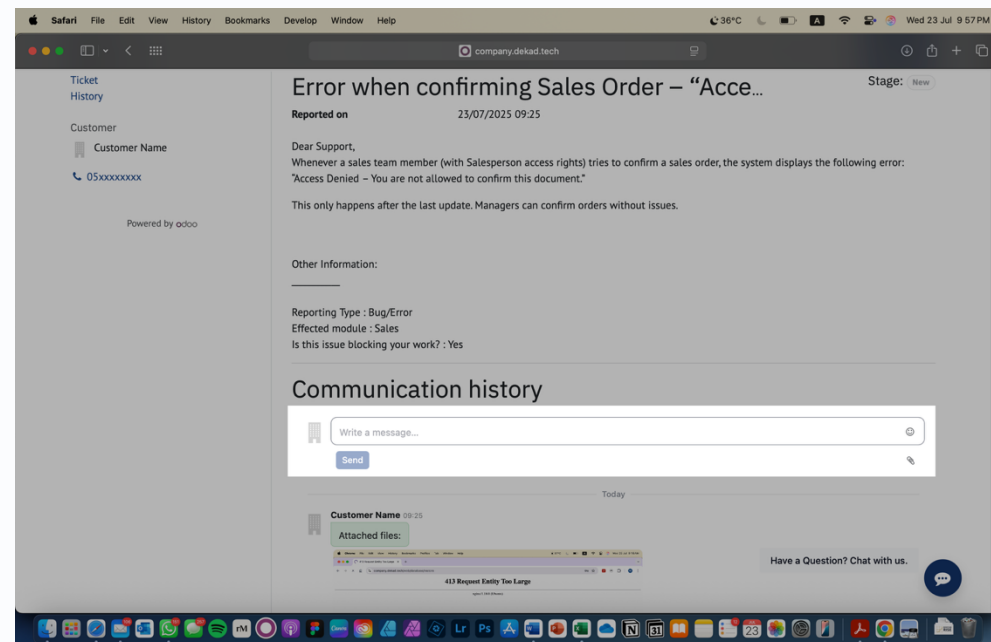 Safari File Edit View History Bookmarks Develop Window Help
36°C A Wed 23 Jul 9 57 PM
company.dekad.tech
Ticket
History
Customer
Customer Name
05xxxxxxxx
Powered by odoo
Error when confirming Sales Order – “Acce...
Stage: New
Reported on 23/07/2025 09:25
Dear Support,
Whenever a sales team member (with Salesperson access rights) tries to confirm a sales order, the system displays the following error:
“Access Denied – You are not allowed to confirm this document.”
This only happens after the last update. Managers can confirm orders without issues.
Other Information:
Reporting Type : Bug/Error
Effected module : Sales
Is this issue blocking your work? : Yes
Communication history
Write a message...
Send
Today
Customer Name 09:25
Attached files:
413 Request Entity Too Large
Have a Question? Chat with us.